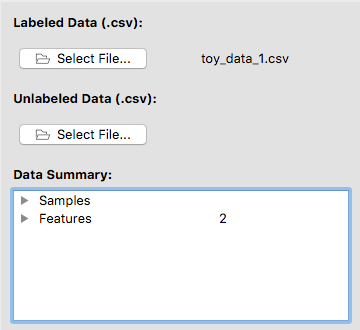 Labeled Data (.csv):
Select File... toy_data_1.csv
Unlabeled Data (.csv):
Select File...
Data Summary:
Samples
Features 2